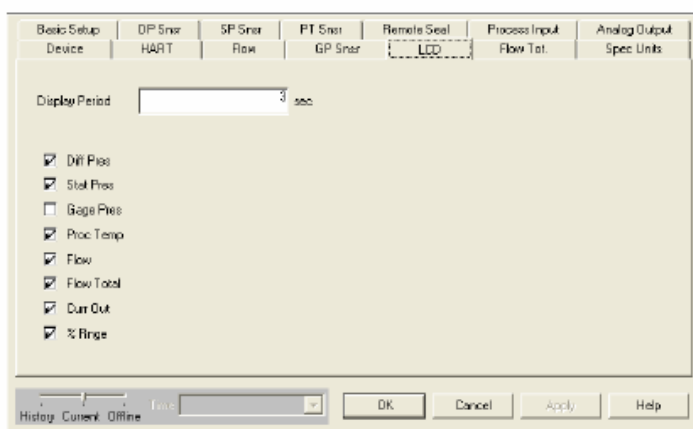 Basic Setup DP Snsr SP Snsr PT Snsr Remote Seal Process Input Analog Output
Device HART Flow GP Snsr LCD Flow Tot. Spec Units
Display Period 3 sec
Diff Pres
Stat Pres
Gage Pres
Proc Temp
Flow
Flow Total
Curr Out
% Rnge
Time:
OK Cancel Apply Help
History Current Offline